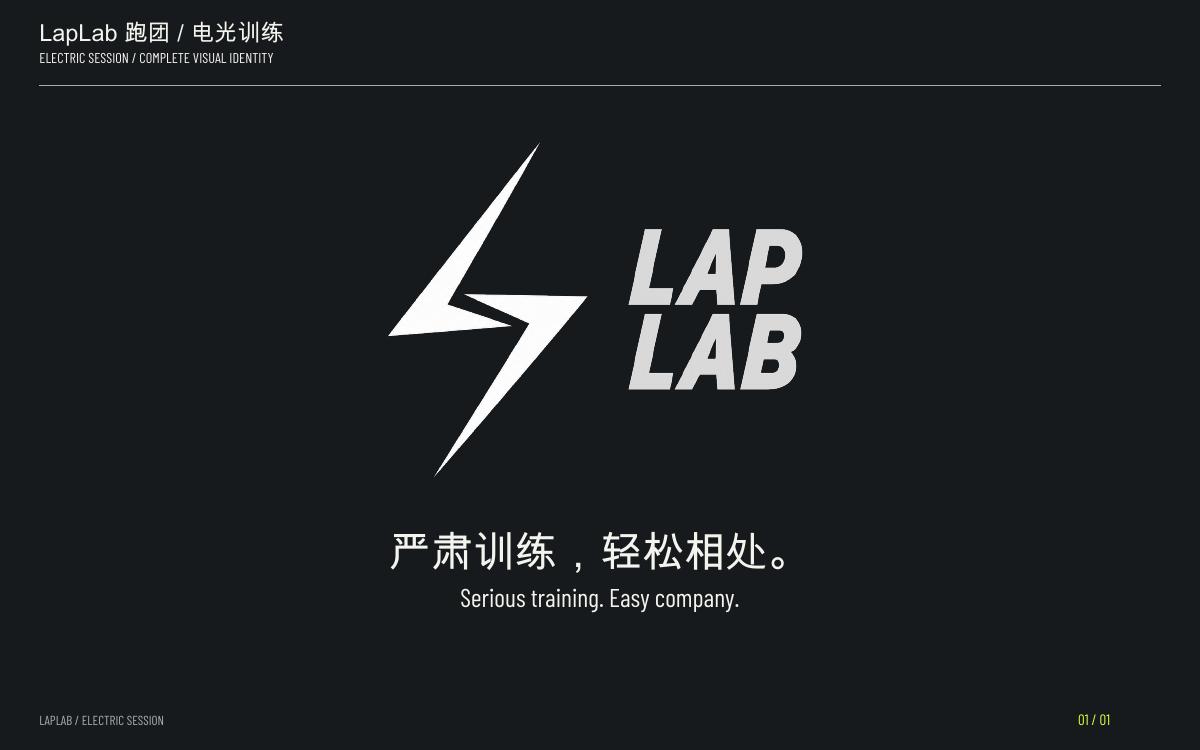 LapLab 跑团 / 电光训练
ELECTRIC SESSION / COMPLETE VISUAL IDENTITY
LAP
LAB
严肃训练，轻松相处。
Serious training. Easy company.
LAPLAB / ELECTRIC SESSION
01 / 01